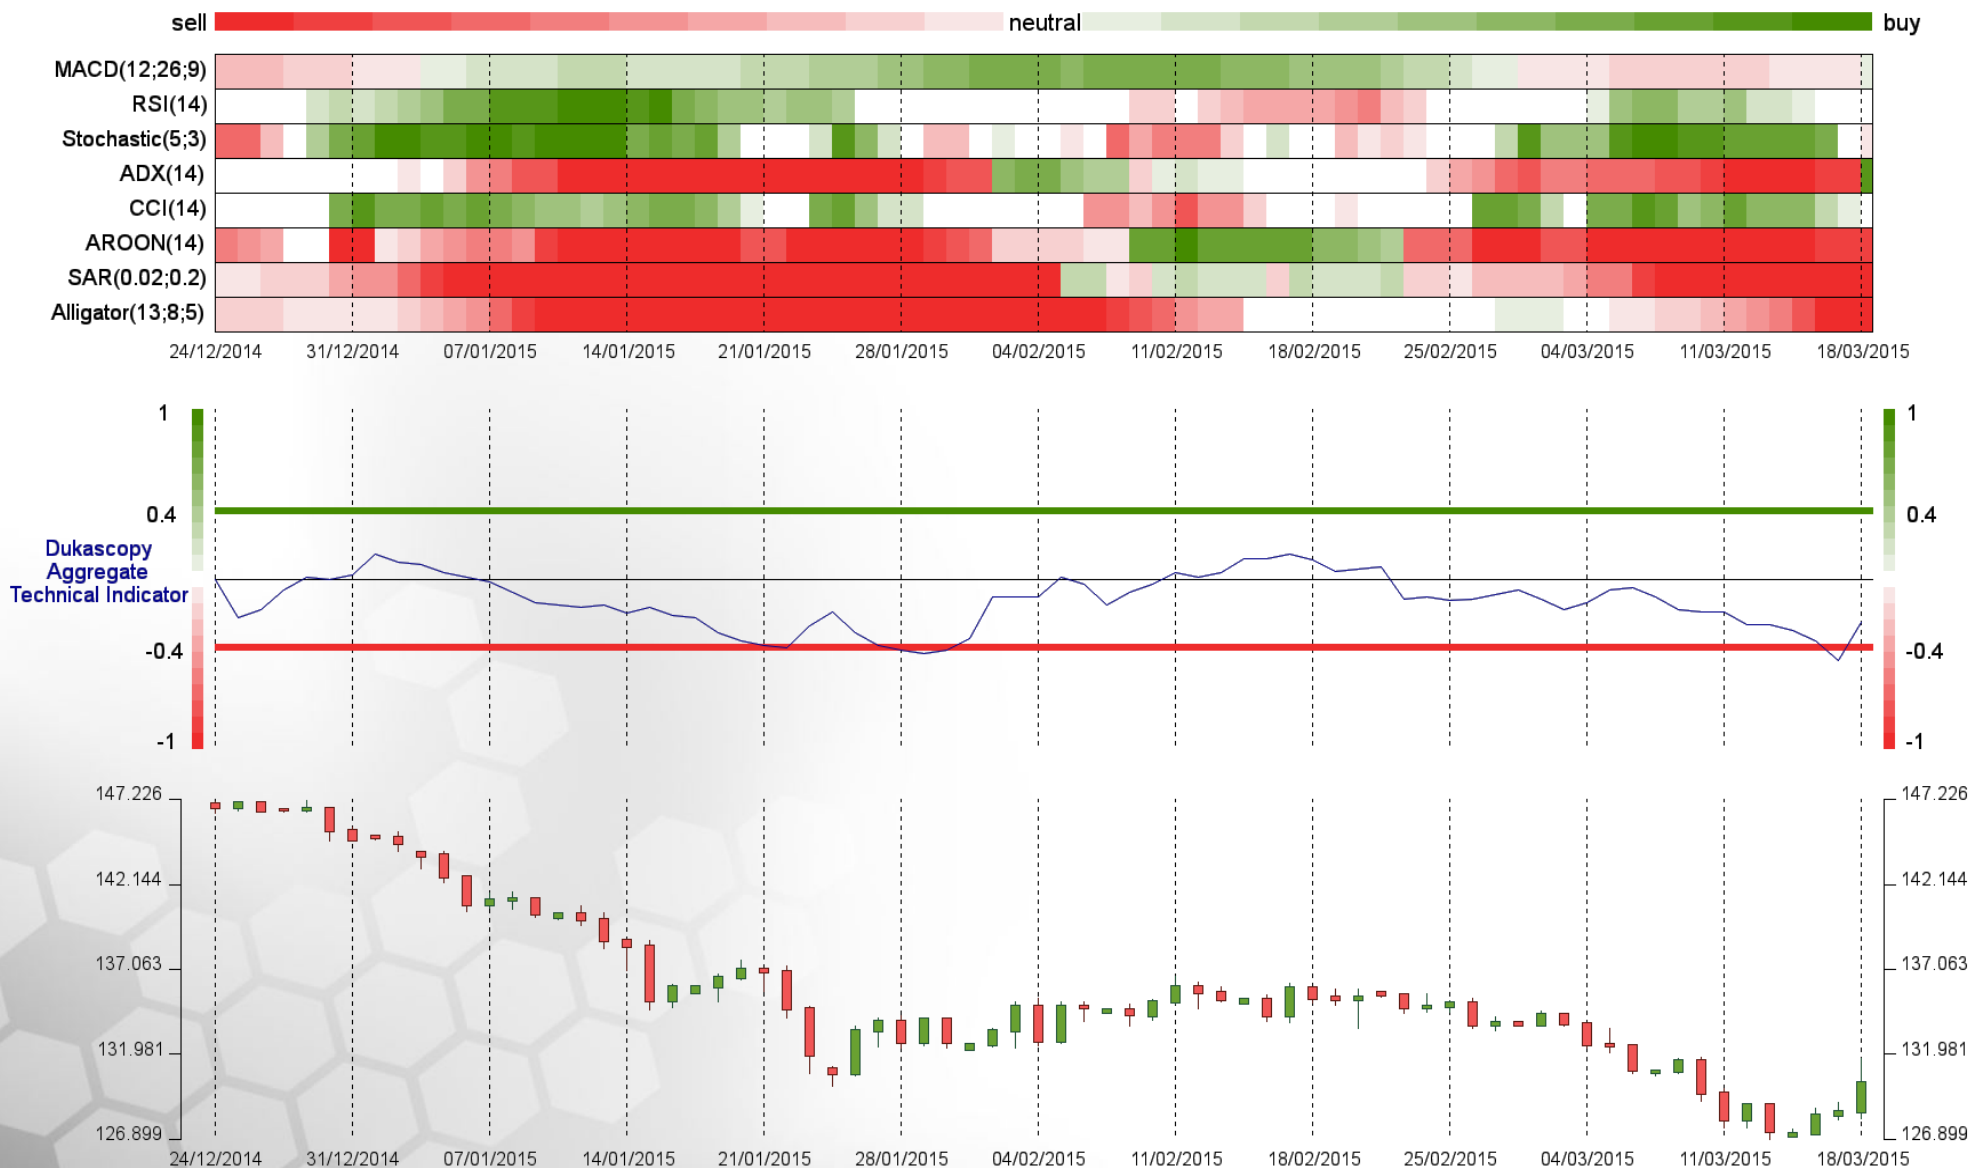 sell neutral buy
MACD(12;26;9)
RSI(14)
Stochastic(5;3)
ADX(14)
CCI(14)
AROON(14)
SAR(0.02;0.2)
Alligator(13;8;5)
24/12/2014 31/12/2014 07/01/2015 14/01/2015 21/01/2015 28/01/2015 04/02/2015 11/02/2015 18/02/2015 25/02/2015 04/03/2015 11/03/2015 18/03/2015
1 1
0.4 0.4
Dukascopy
Aggregate
Technical Indicator
-0.4 -0.4
-1 -1
147.226 147.226
142.144 142.144
137.063 137.063
131.981 131.981
126.899 126.899
24/12/2014 31/12/2014 07/01/2015 14/01/2015 21/01/2015 28/01/2015 04/02/2015 11/02/2015 18/02/2015 25/02/2015 04/03/2015 11/03/2015 18/03/2015